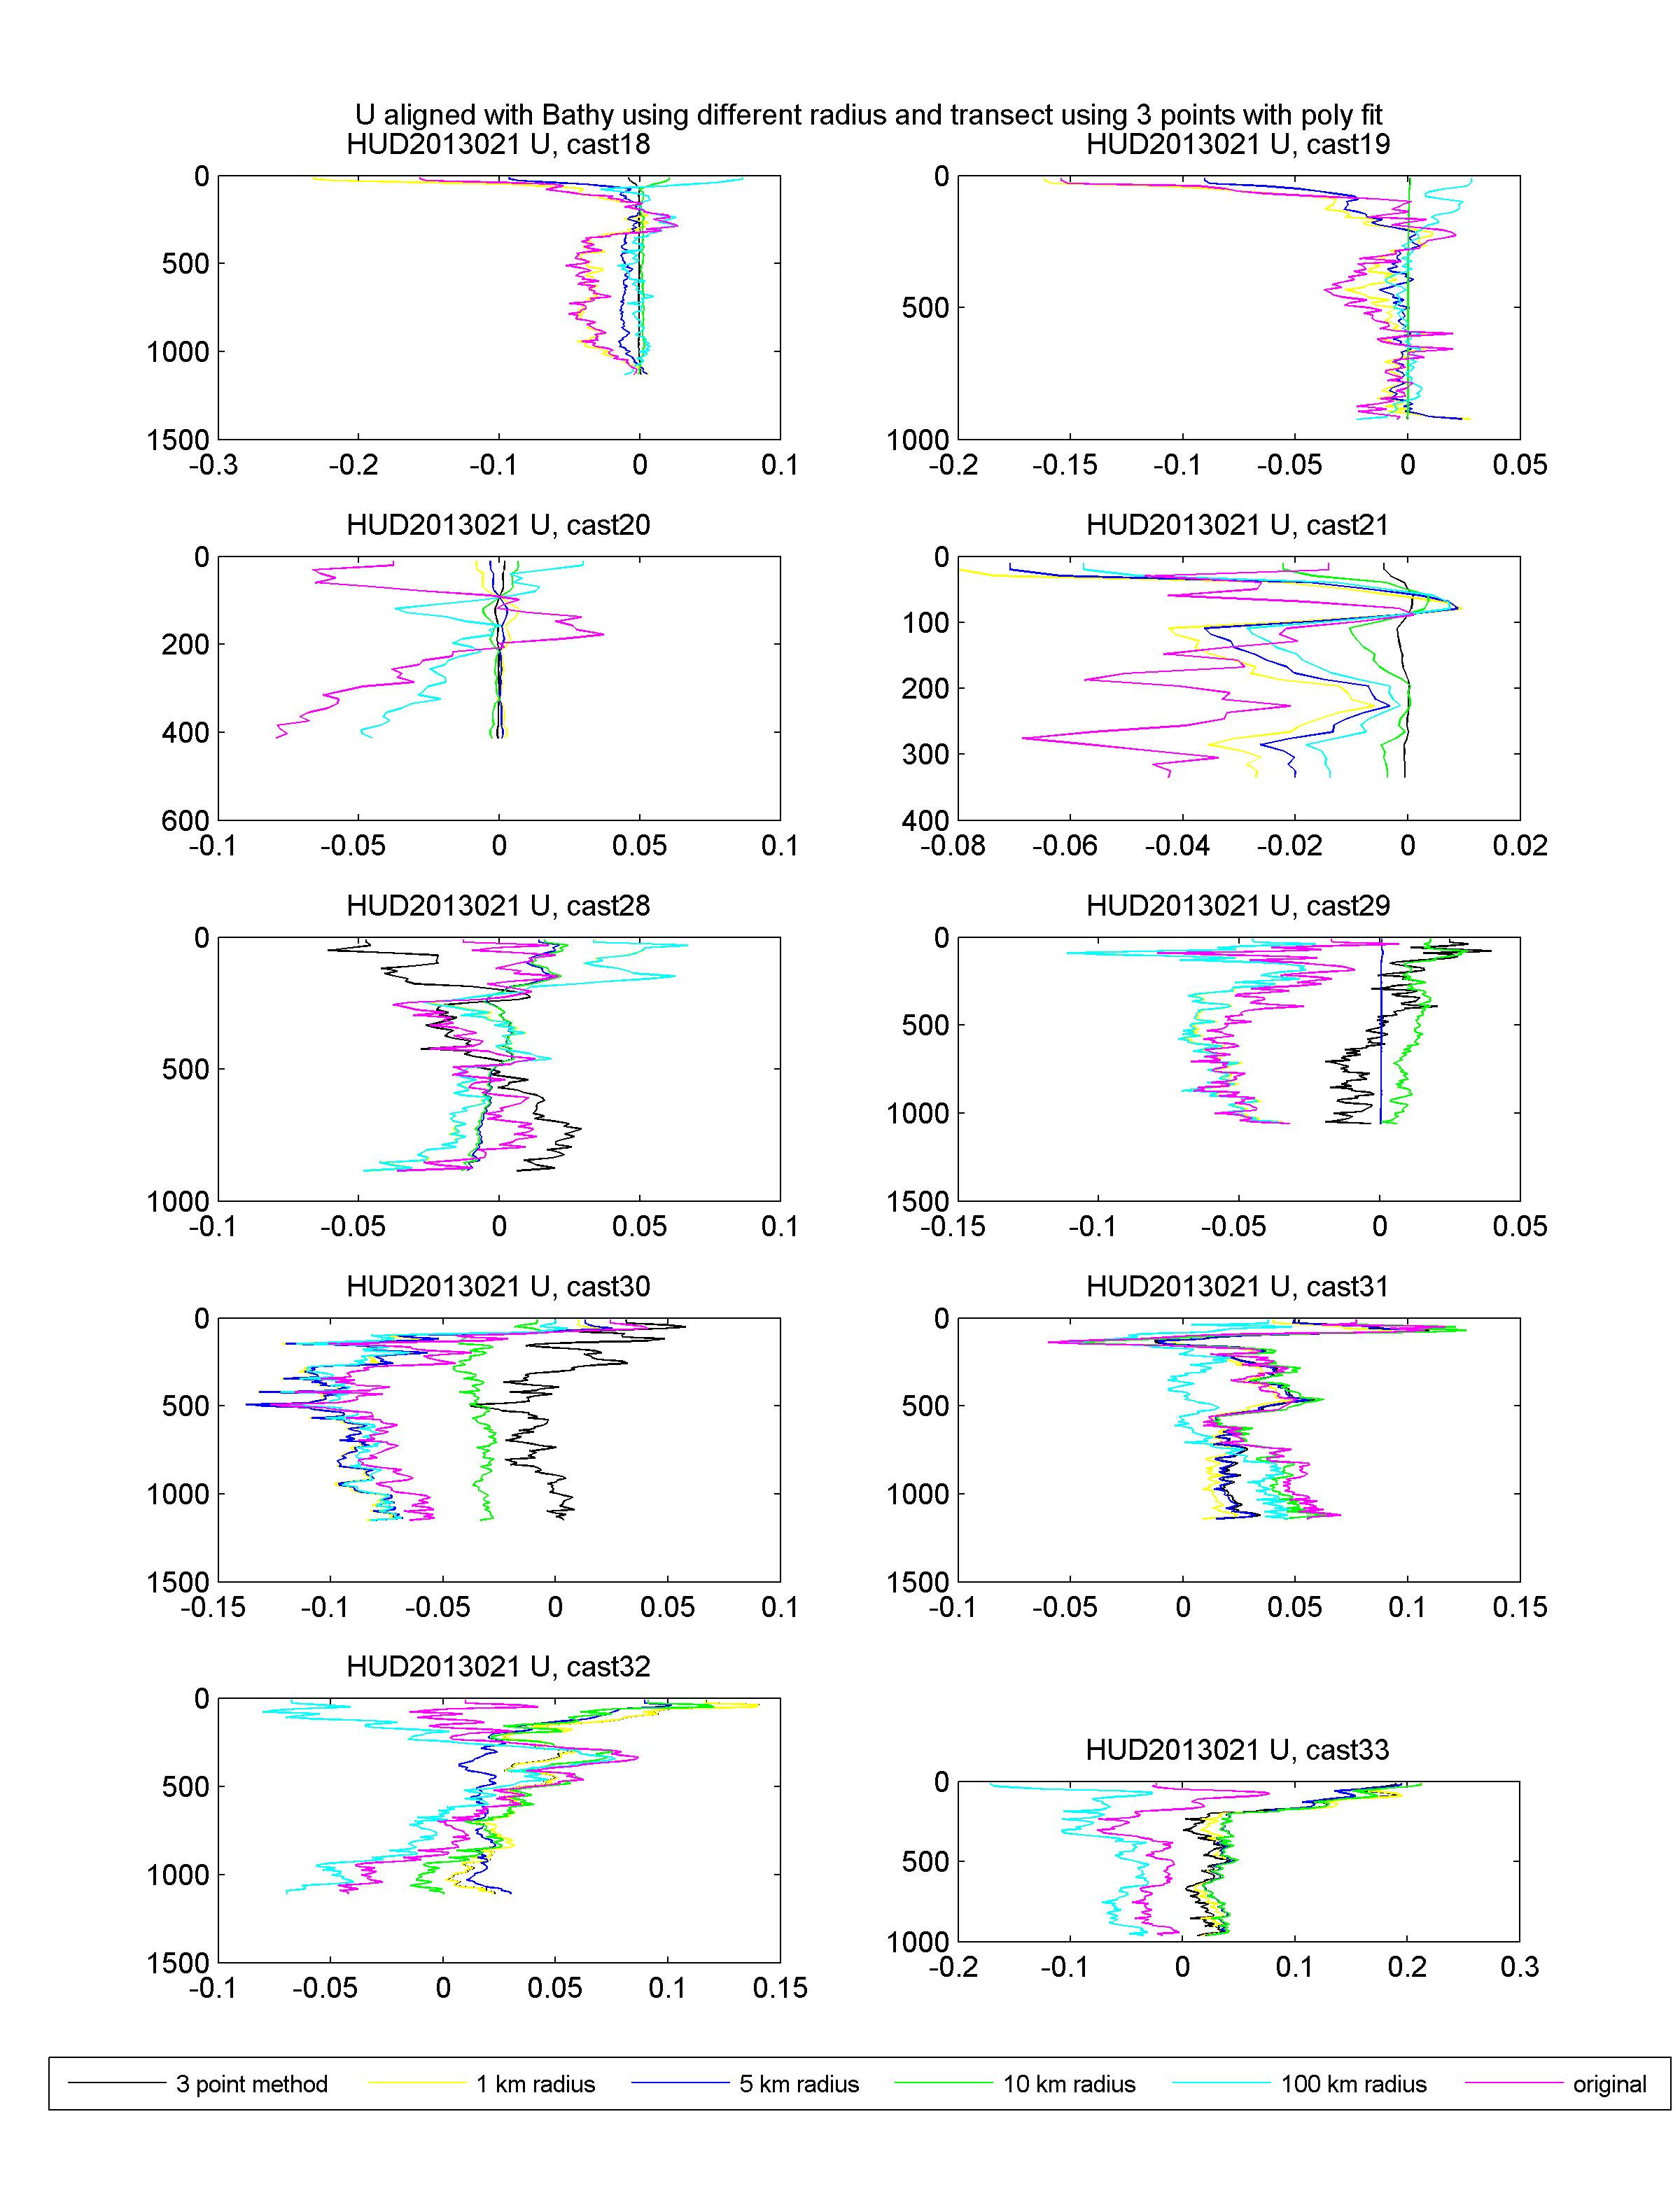 U aligned with Bathy using different radius and transect using 3 points with poly fit
HUD2013021 U, cast18
0
500
1000
1500
-0.3 -0.2 -0.1 0 0.1
HUD2013021 U, cast19
0
500
1000
-0.2 -0.15 -0.1 -0.05 0 0.05
HUD2013021 U, cast20
0
200
400
600
-0.1 -0.05 0 0.05 0.1
HUD2013021 U, cast21
0
100
200
300
400
-0.08 -0.06 -0.04 -0.02 0 0.02
HUD2013021 U, cast28
0
500
1000
-0.1 -0.05 0 0.05 0.1
HUD2013021 U, cast29
0
500
1000
1500
-0.15 -0.1 -0.05 0 0.05
HUD2013021 U, cast30
0
500
1000
1500
-0.15 -0.1 -0.05 0 0.05 0.1
HUD2013021 U, cast31
0
500
1000
1500
-0.1 -0.05 0 0.05 0.1 0.15
HUD2013021 U, cast32
0
500
1000
1500
-0.1 -0.05 0 0.05 0.1 0.15
HUD2013021 U, cast33
0
500
1000
-0.2 -0.1 0 0.1 0.2 0.3
3 point method 1 km radius 5 km radius 10 km radius 100 km radius original